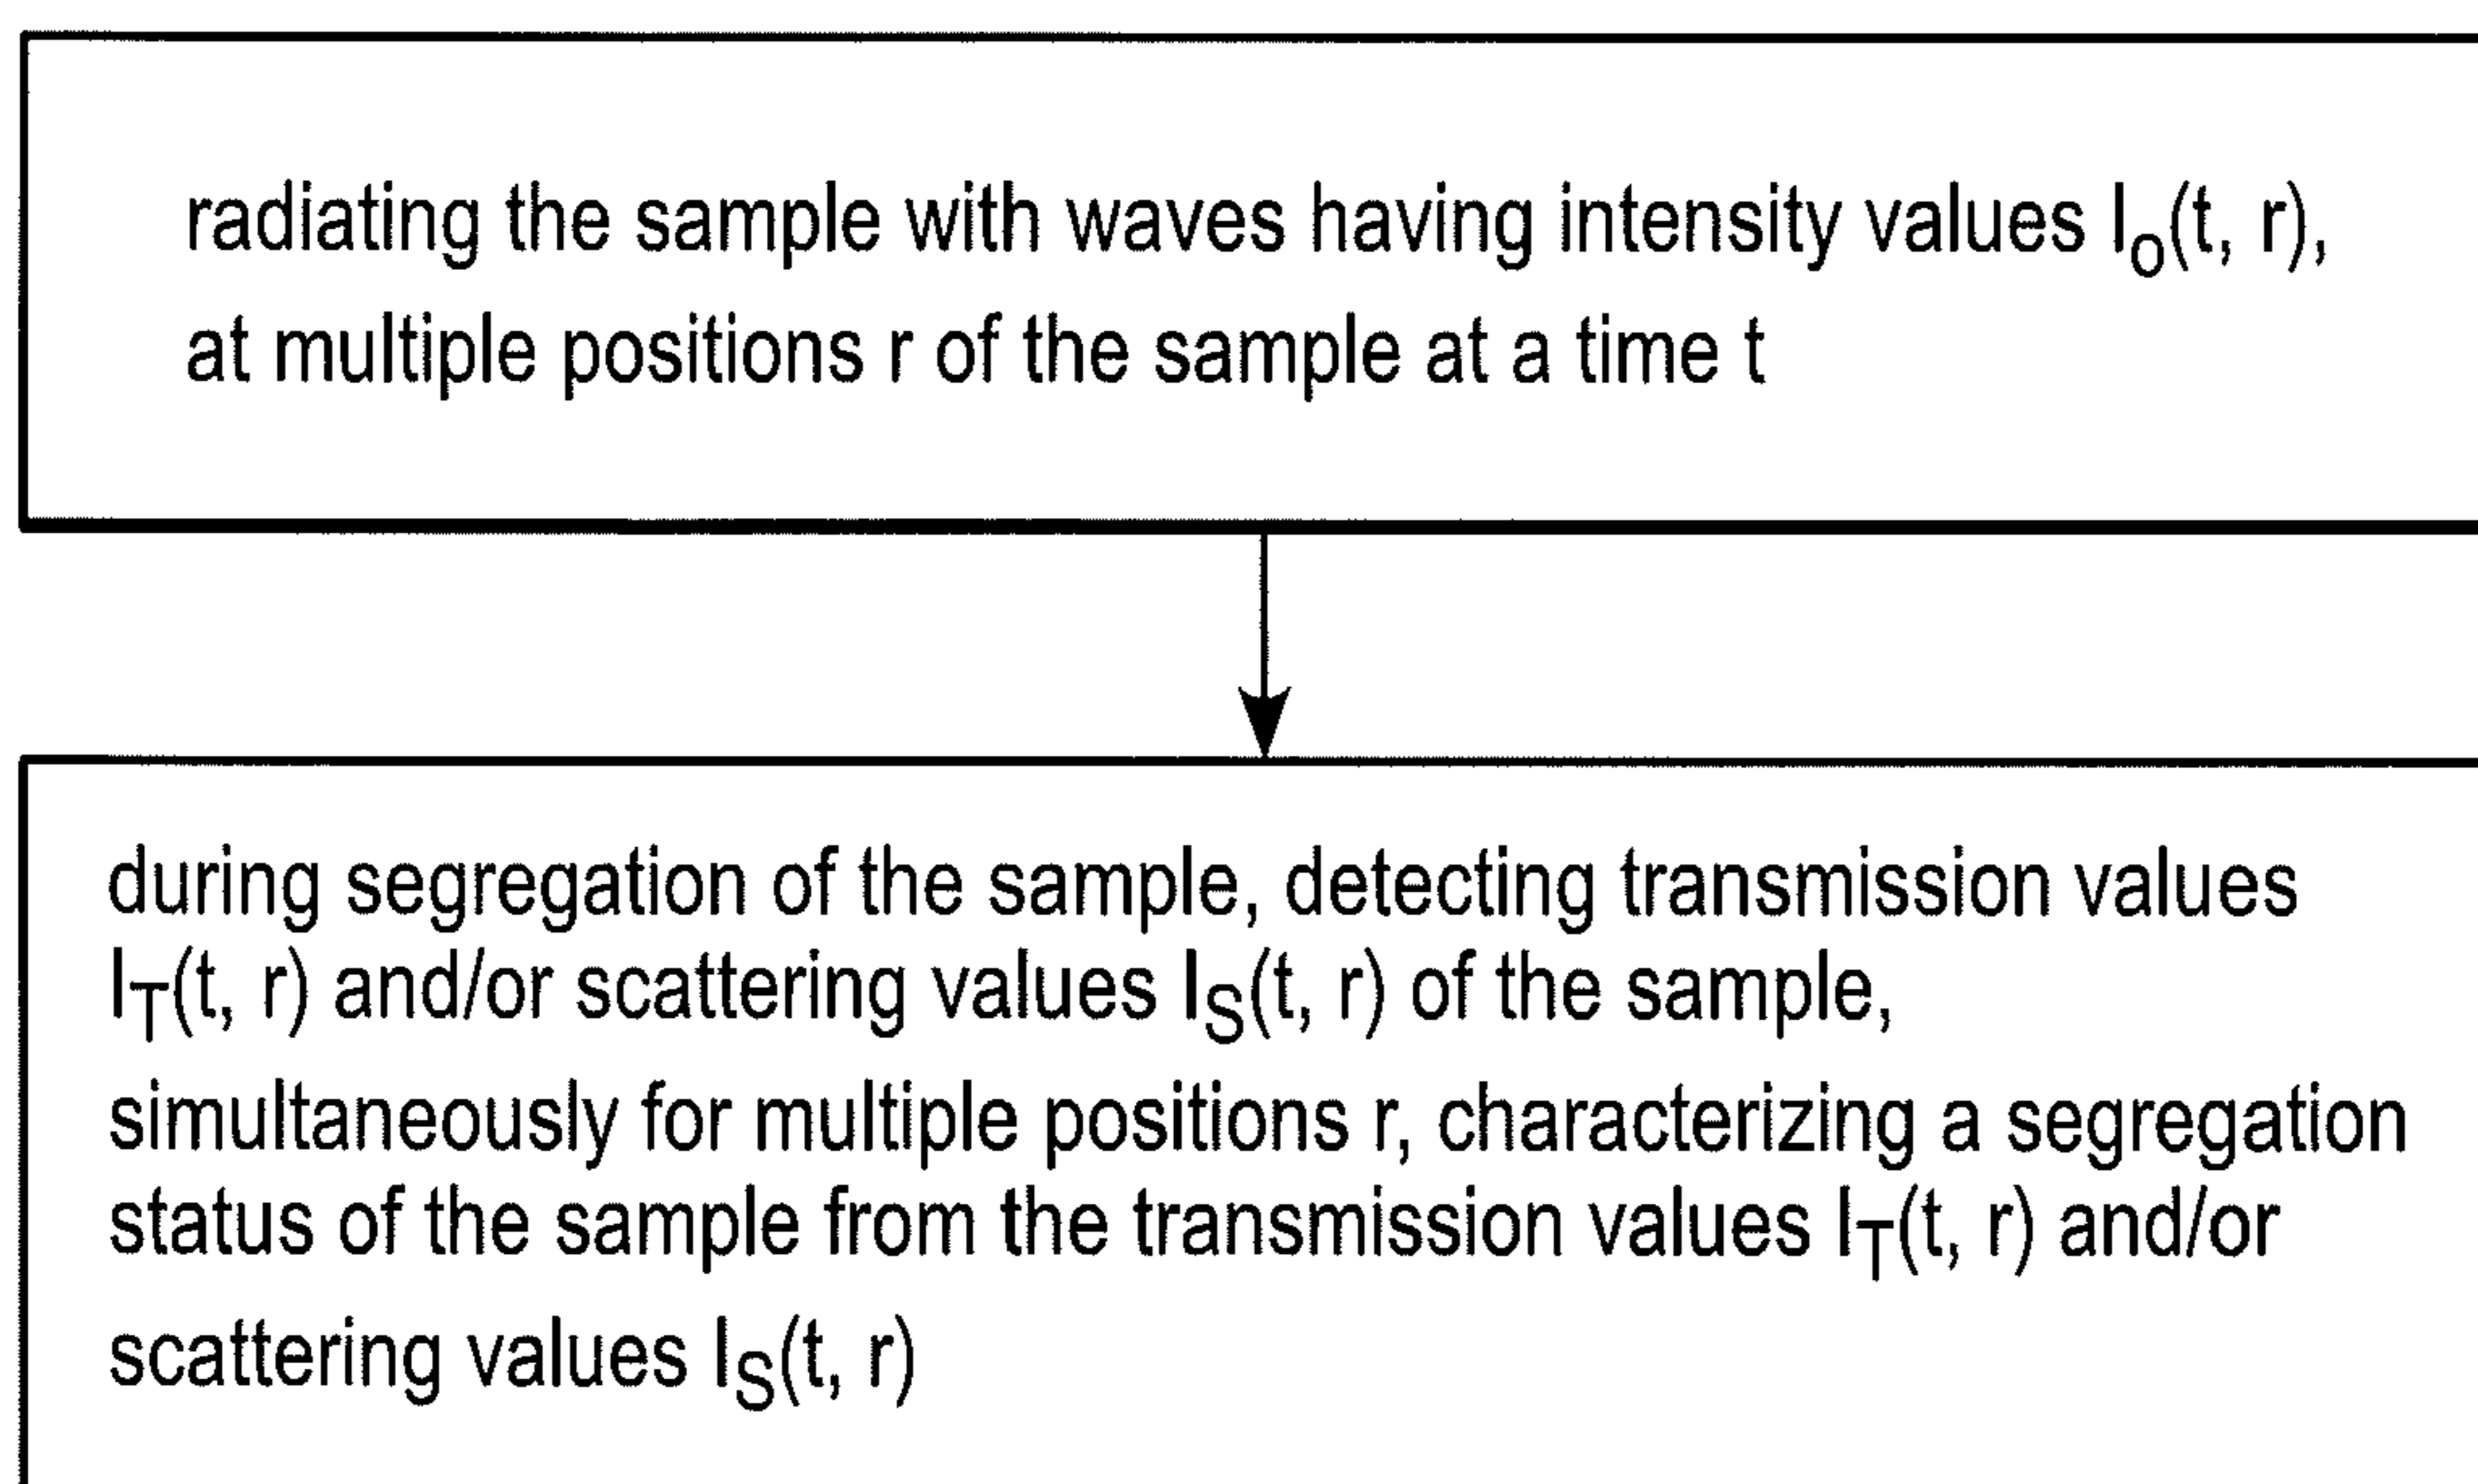 radiating the sample with waves having intensity values Io(t, r),
at multiple positions r of the sample at a time t
during segregation of the sample, detecting transmission values
IT(t, r) and/or scattering values IS(t, r) of the sample,
simultaneously for multiple positions r, characterizing a segregation
status of the sample from the transmission values IT(t, r) and/or
scattering values IS(t, r)